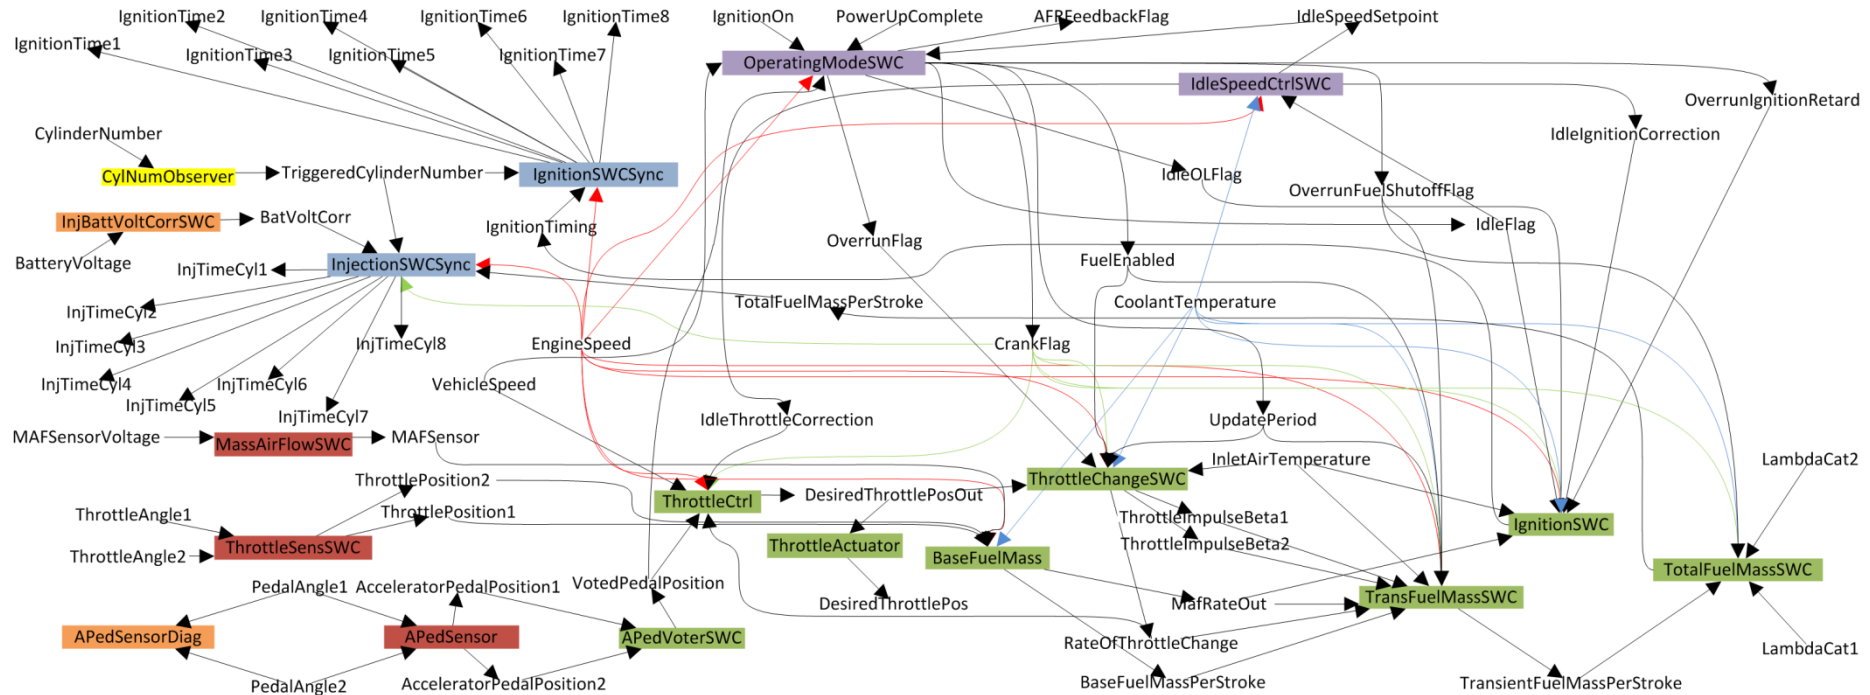 IgnitionTime2
IgnitionTime4
IgnitionTime6
IgnitionTime8
IgnitionOn
PowerUpComplete
AFRFeedbackFlag
IdleSpeedSetpoint
IgnitionTime1
IgnitionTime3
IgnitionTime5
IgnitionTime7
OperatingModeSWC
IdleSpeedCtrlSWC
OverrunIgnitionRetard
CylinderNumber
IdleIgnitionCorrection
CylNumObserver
TriggeredCylinderNumber
IgnitionSWCSync
IdleOLFlag
OverrunFuelShutoffFlag
InjBattVoltCorrSWC
BatVoltCorr
IgnitionTiming
OverrunFlag
IdleFlag
BatteryVoltage
InjTimeCyl1
InjectionSWCSync
FuelEnabled
InjTimeCyl2
TotalFuelMassPerStroke
CoolantTemperature
InjTimeCyl3
InjTimeCyl8
EngineSpeed
CrankFlag
InjTimeCyl4
InjTimeCyl6
VehicleSpeed
InjTimeCyl5
InjTimeCyl7
IdleThrottleCorrection
UpdatePeriod
MAFSensorVoltage
MassAirFlowSWC
MAFSensor
InletAirTemperature
LambdaCat2
ThrottlePosition2
ThrottleChangeSWC
ThrottleCtrl
DesiredThrottlePosOut
ThrottleAngle1
ThrottlePosition1
ThrottleImpulseBeta1
IgnitionSWC
ThrottleAngle2
ThrottleSensSWC
ThrottleActuator
BaseFuelMass
ThrottleImpulseBeta2
TotalFuelMassSWC
PedalAngle1
AcceleratorPedalPosition1
VotedPedalPosition
DesiredThrottlePos
MafRateOut
TransFuelMassSWC
APedSensorDiag
APedSensor
APedVoterSWC
RateOfThrottleChange
LambdaCat1
PedalAngle2
AcceleratorPedalPosition2
BaseFuelMassPerStroke
TransientFuelMassPerStroke